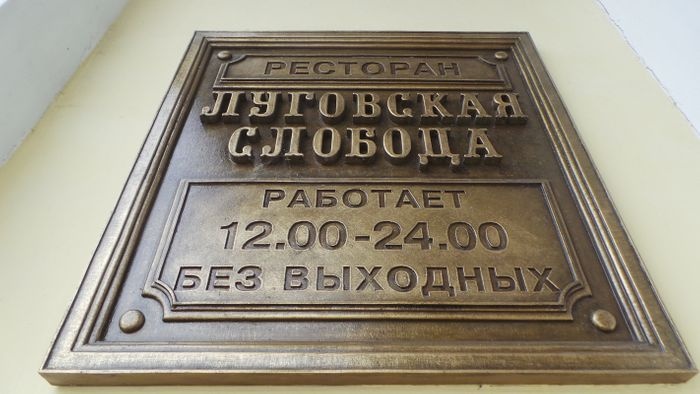 РЕСТОРАН
ЛУГОВСКАЯ
СЛОБОДА
РАБОТАЕТ
12.00-24.00
БЕЗ ВЫХОДНЫХ